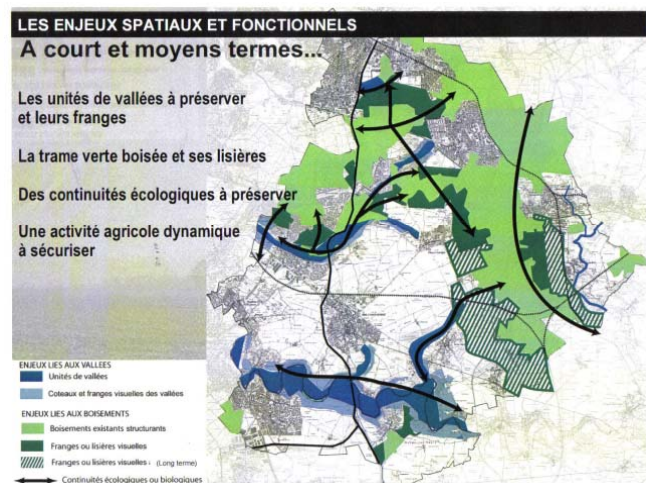 LES ENJEUX SPATIAUX ET FONCTIONNELS
A court et moyens termes...
Les unités de vallées à préserver
et leurs franges
La trame verte boisée et ses lisières
Des continuités écologiques à préserver
Une activité agricole dynamique
à sécuriser
ENJEUX LIES AUX VALLEES
Unités de vallées
Coteaux et franges visuelles des vallées
ENJEUX LIES AUX BOISEMENTS
Boisements existants structurants
Franges ou lisières visuelles
Franges ou lisières visuelles : (Long terme)
Continuités écologiques ou biologiques